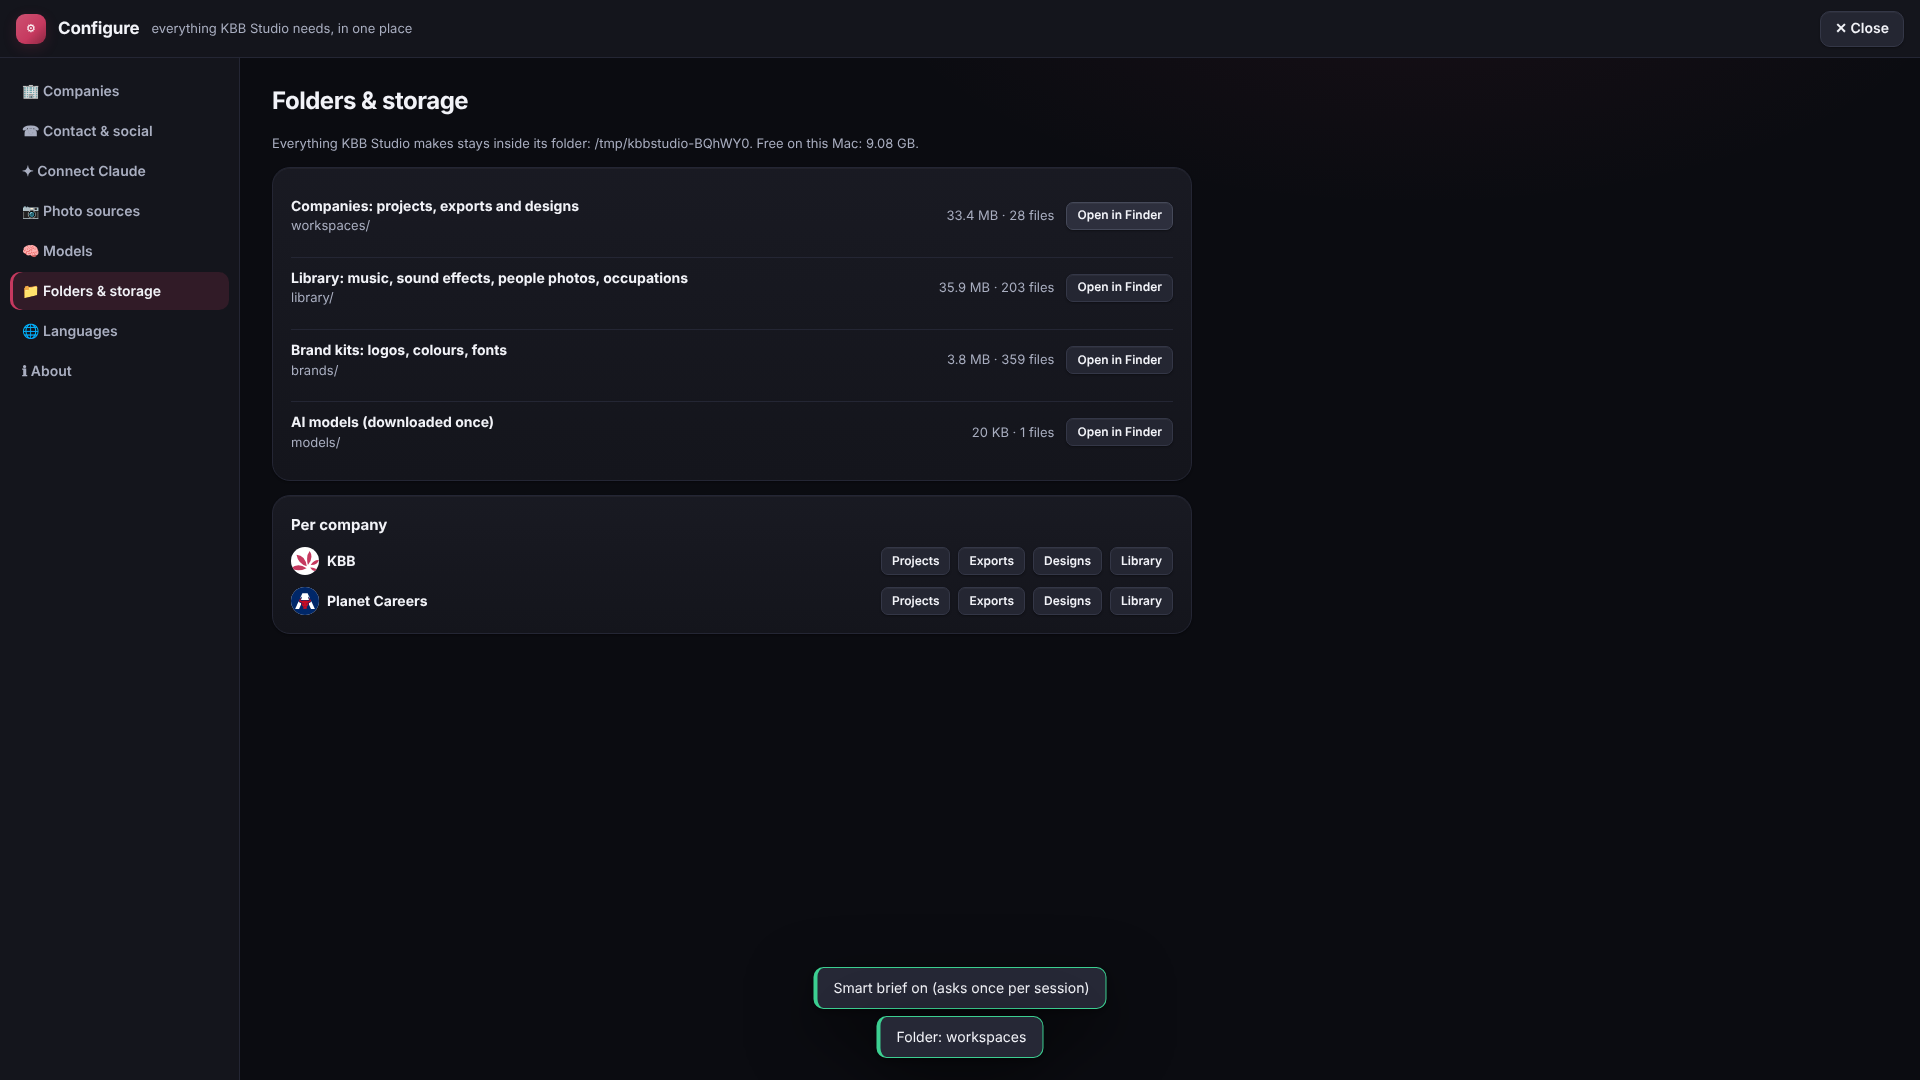 Configure everything KBB Studio needs, in one place
✕ Close
Companies
Contact & social
Connect Claude
Photo sources
Models
Folders & storage
Languages
About
Folders & storage
Everything KBB Studio makes stays inside its folder: /tmp/kbbstudio-BQhWY0. Free on this Mac: 9.08 GB.
Companies: projects, exports and designs
workspaces/
33.4 MB · 28 files Open in Finder
Library: music, sound effects, people photos, occupations
library/
35.9 MB · 203 files Open in Finder
Brand kits: logos, colours, fonts
brands/
3.8 MB · 359 files Open in Finder
AI models (downloaded once)
models/
20 KB · 1 files Open in Finder
Per company
KBB Projects Exports Designs Library
Planet Careers Projects Exports Designs Library
Smart brief on (asks once per session)
Folder: workspaces